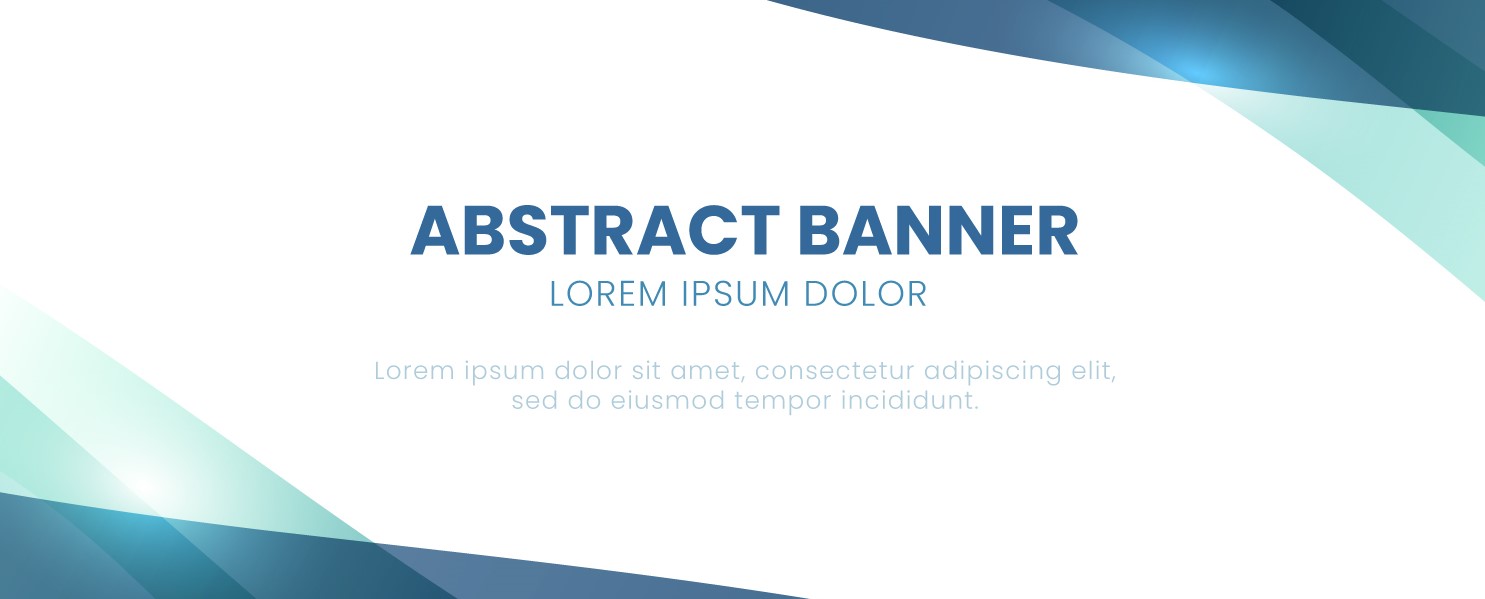 ABSTRACT BANNER
LOREM IPSUM DOLOR
Lorem ipsum dolor sit amet, consectetur adipiscing elit,
sed do eiusmod tempor incididunt.